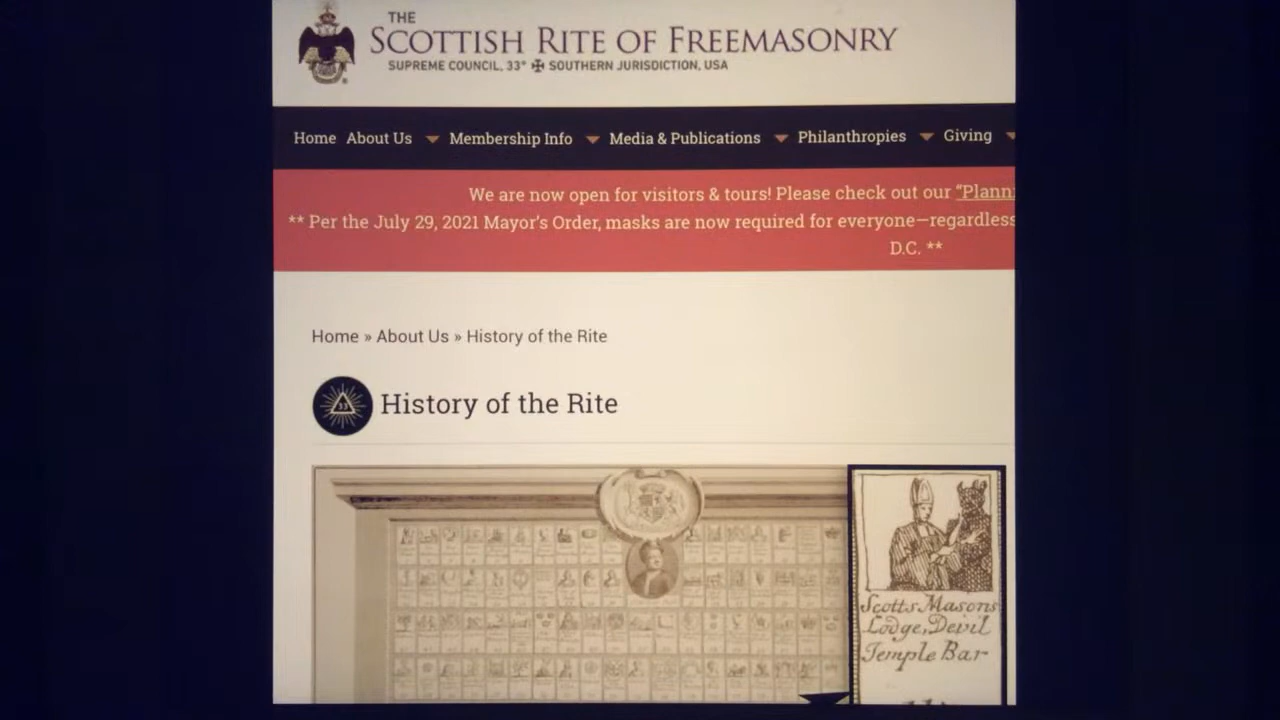 THE
SCOTTISH RITE OF FREEMASONRY
SUPREME COUNCIL, 33° ✠ SOUTHERN JURISDICTION, USA
Home About Us Membership Info Media & Publications Philanthropies Giving
We are now open for visitors & tours! Please check out our “Plann
** Per the July 29, 2021 Mayor’s Order, masks are now required for everyone—regardless
D.C. **
Home » About Us » History of the Rite
33
History of the Rite
Scotts Masons
Lodge, Devil
Temple Bar